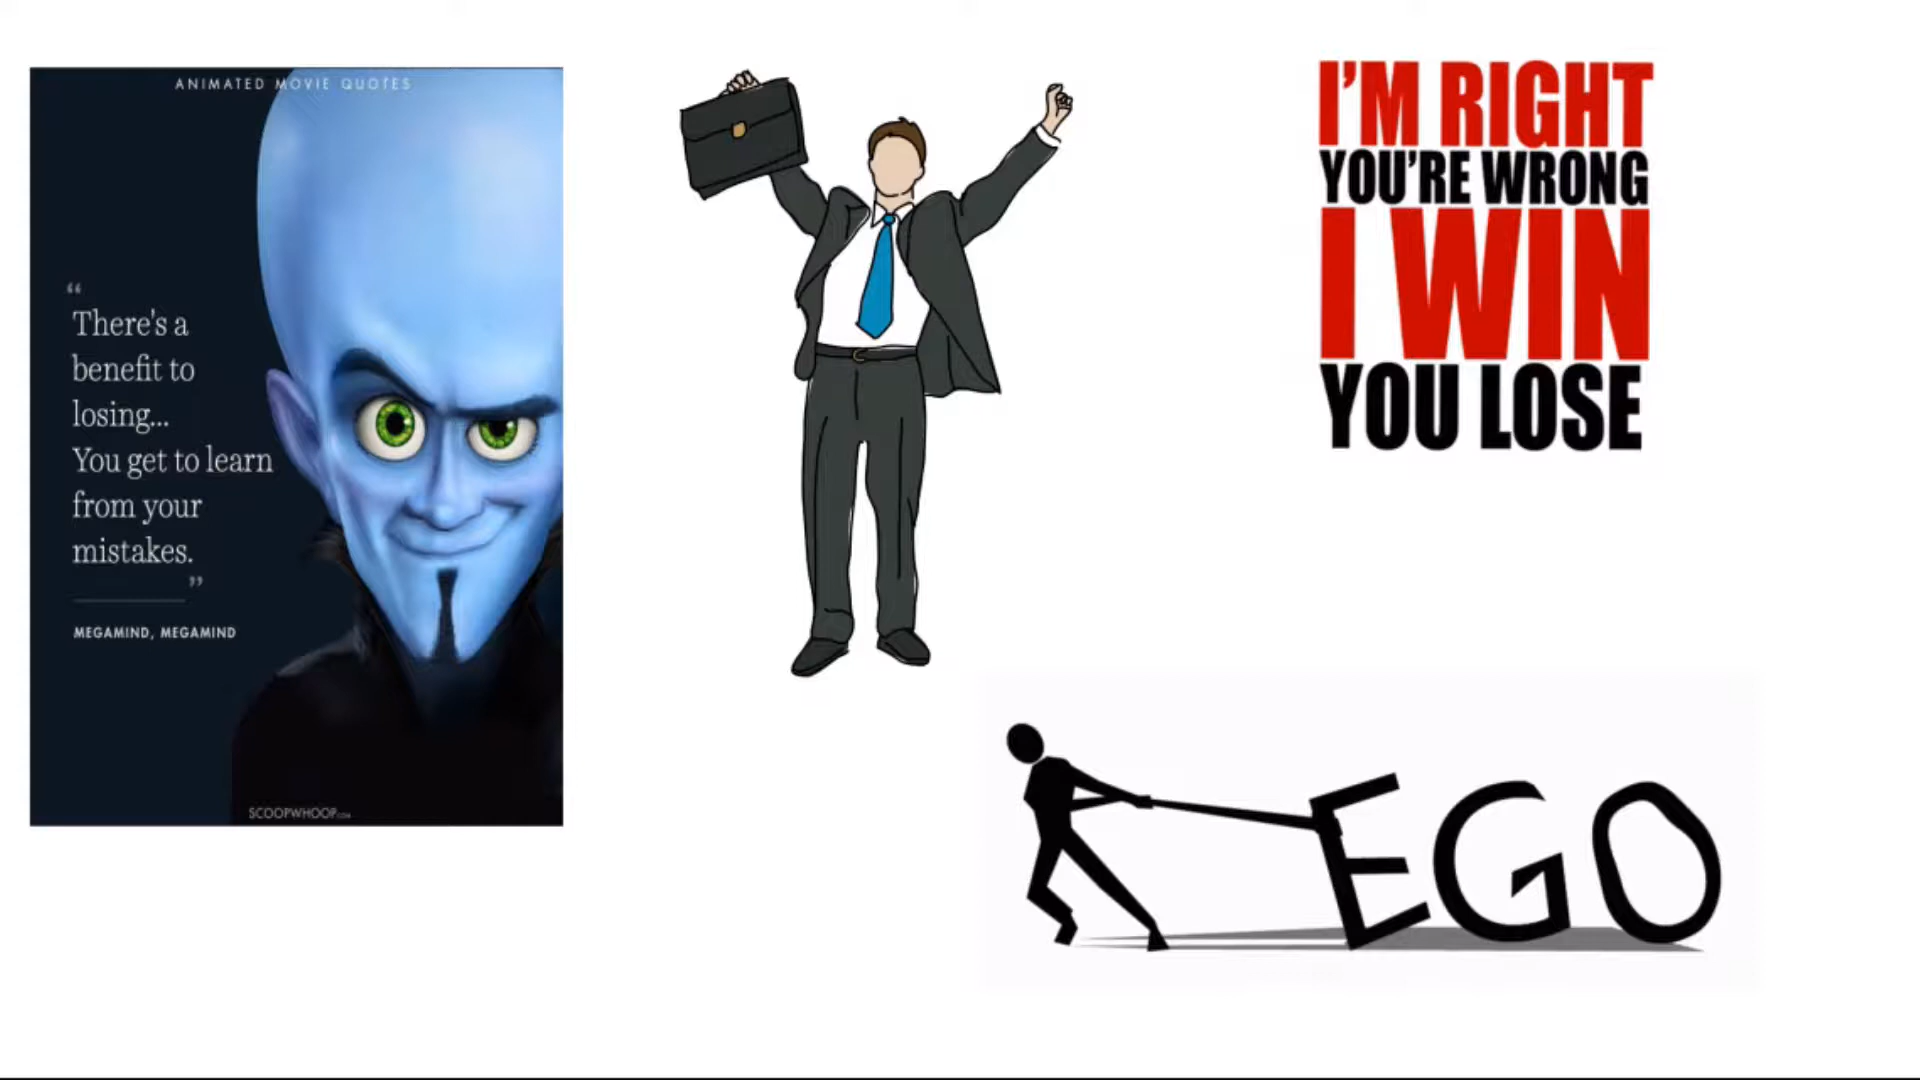 ANIMATED MOVIE QUOTES
“
There’s a
benefit to
losing...
You get to learn
from your
mistakes.
”
MEGAMIND, MEGAMIND
SCOOPWHOOP.COM
I’M RIGHT
YOU’RE WRONG
I WIN
YOU LOSE
EGO